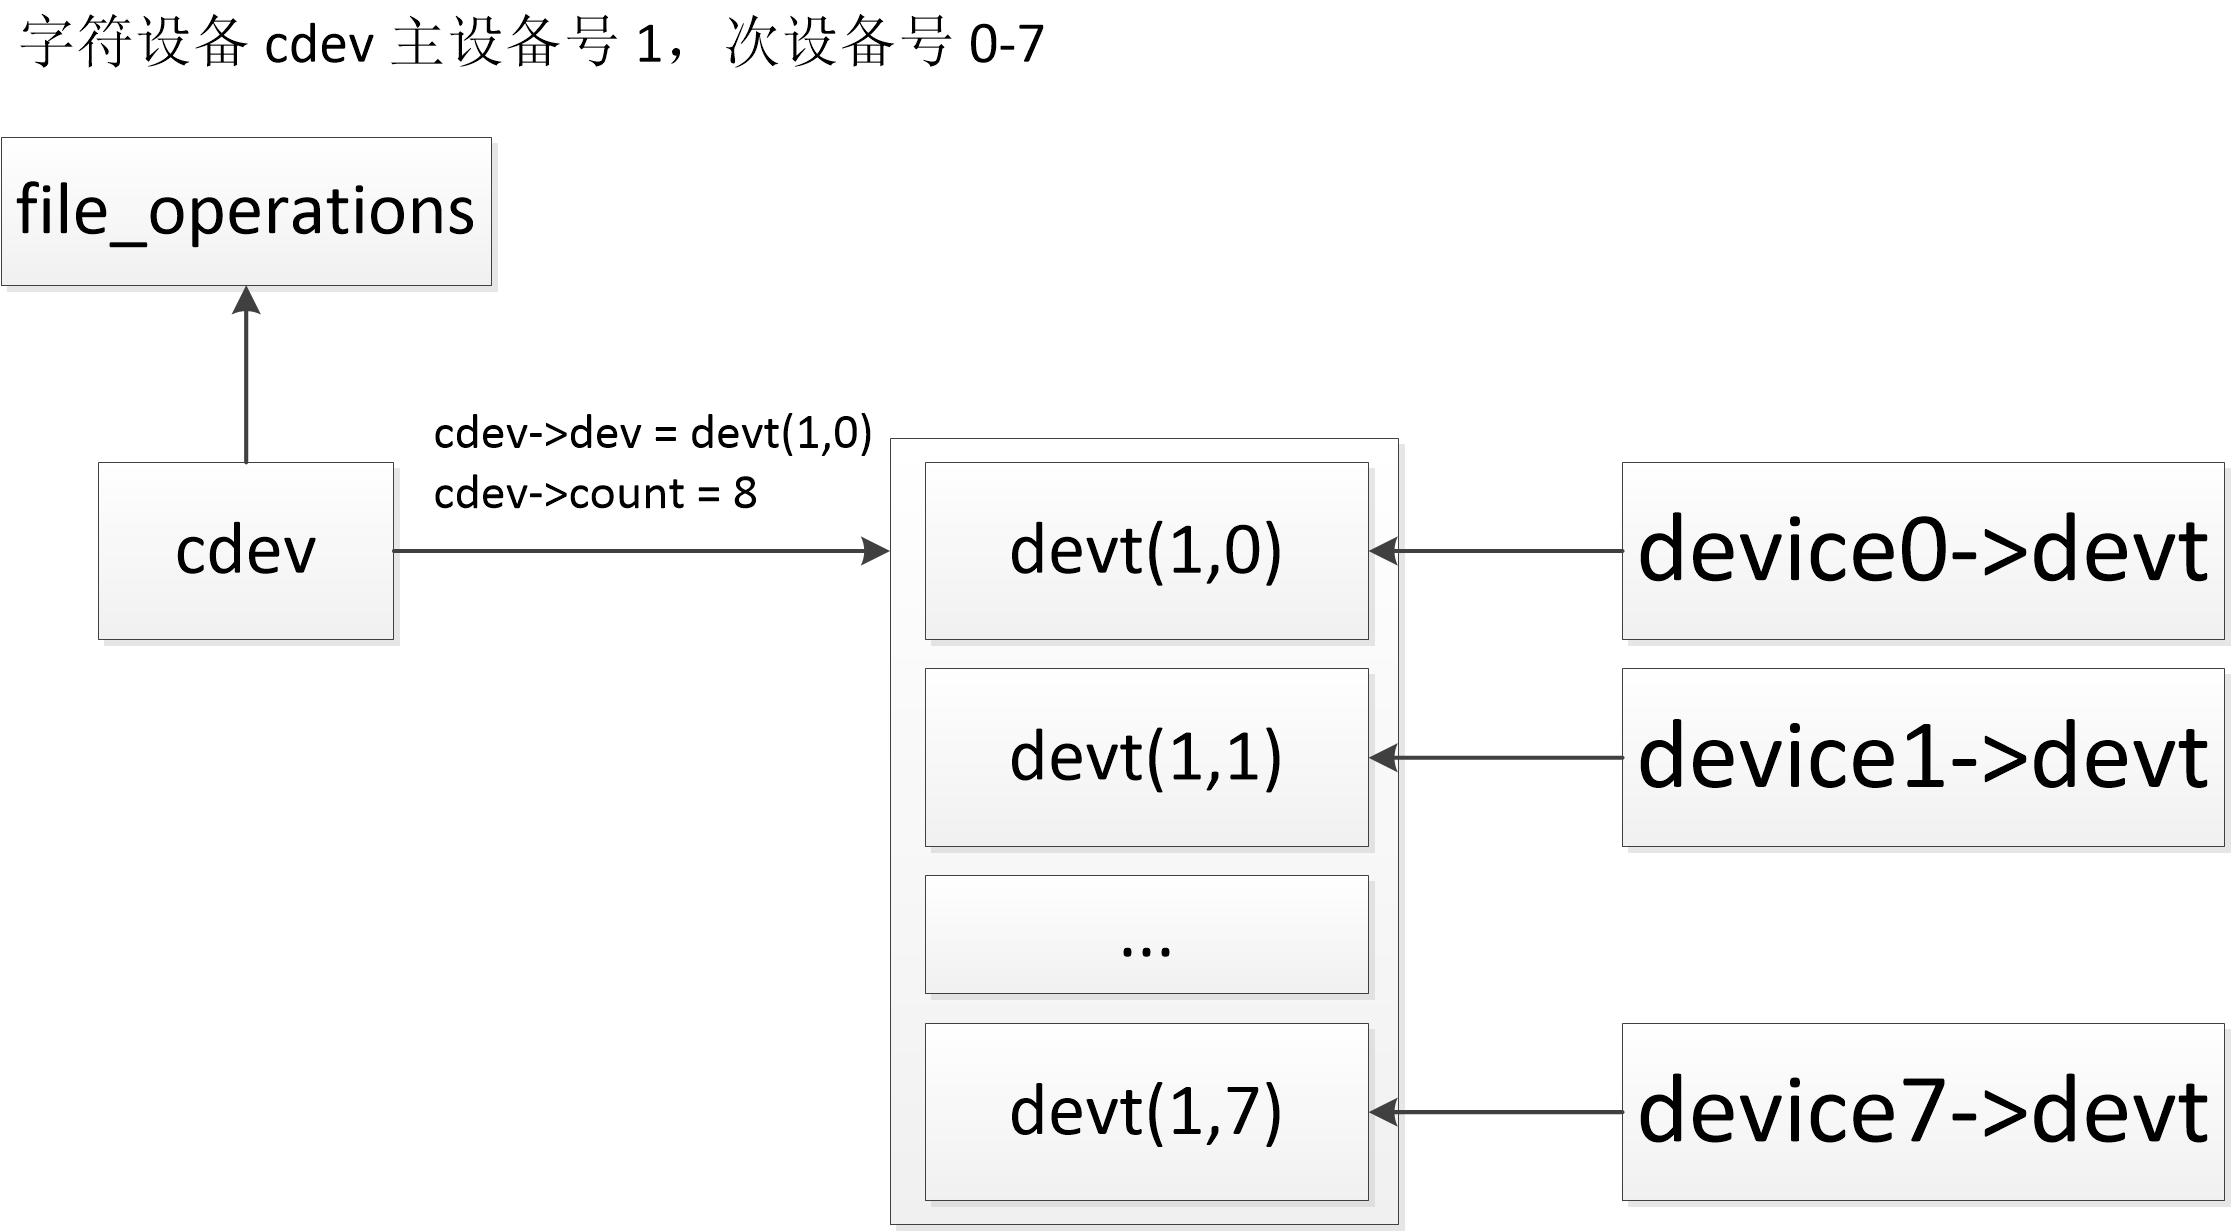 字符设备 cdev 主设备号 1，次设备号 0-7
file_operations
cdev->dev = devt(1,0)
cdev->count = 8
cdev
devt(1,0)
device0->devt
devt(1,1)
device1->devt
...
devt(1,7)
device7->devt